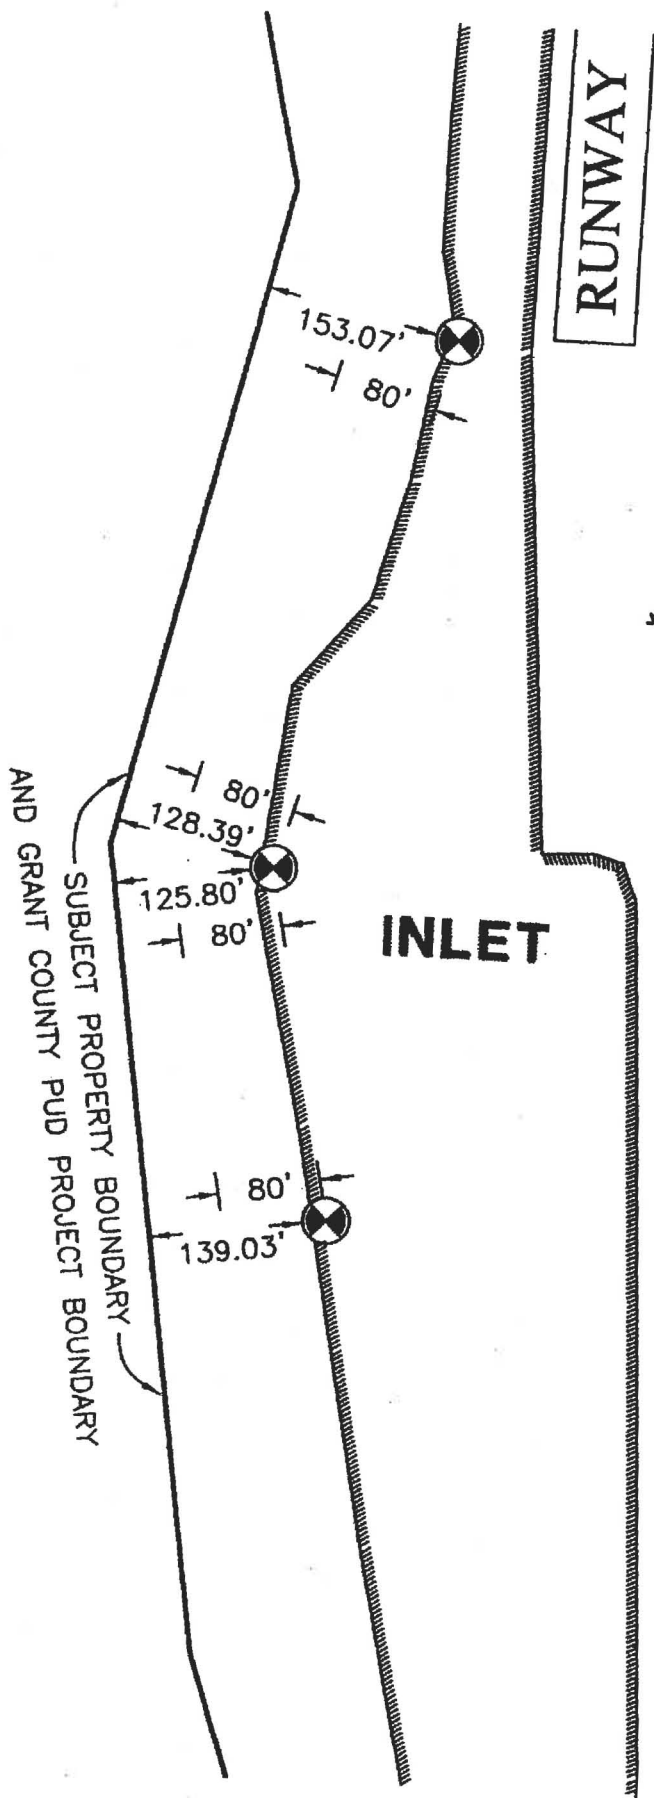 RUNWAY
153.07'
80'
80'
128.39'
125.80'
80'
INLET
80'
139.03'
SUBJECT PROPERTY BOUNDARY
AND GRANT COUNTY PUD PROJECT BOUNDARY